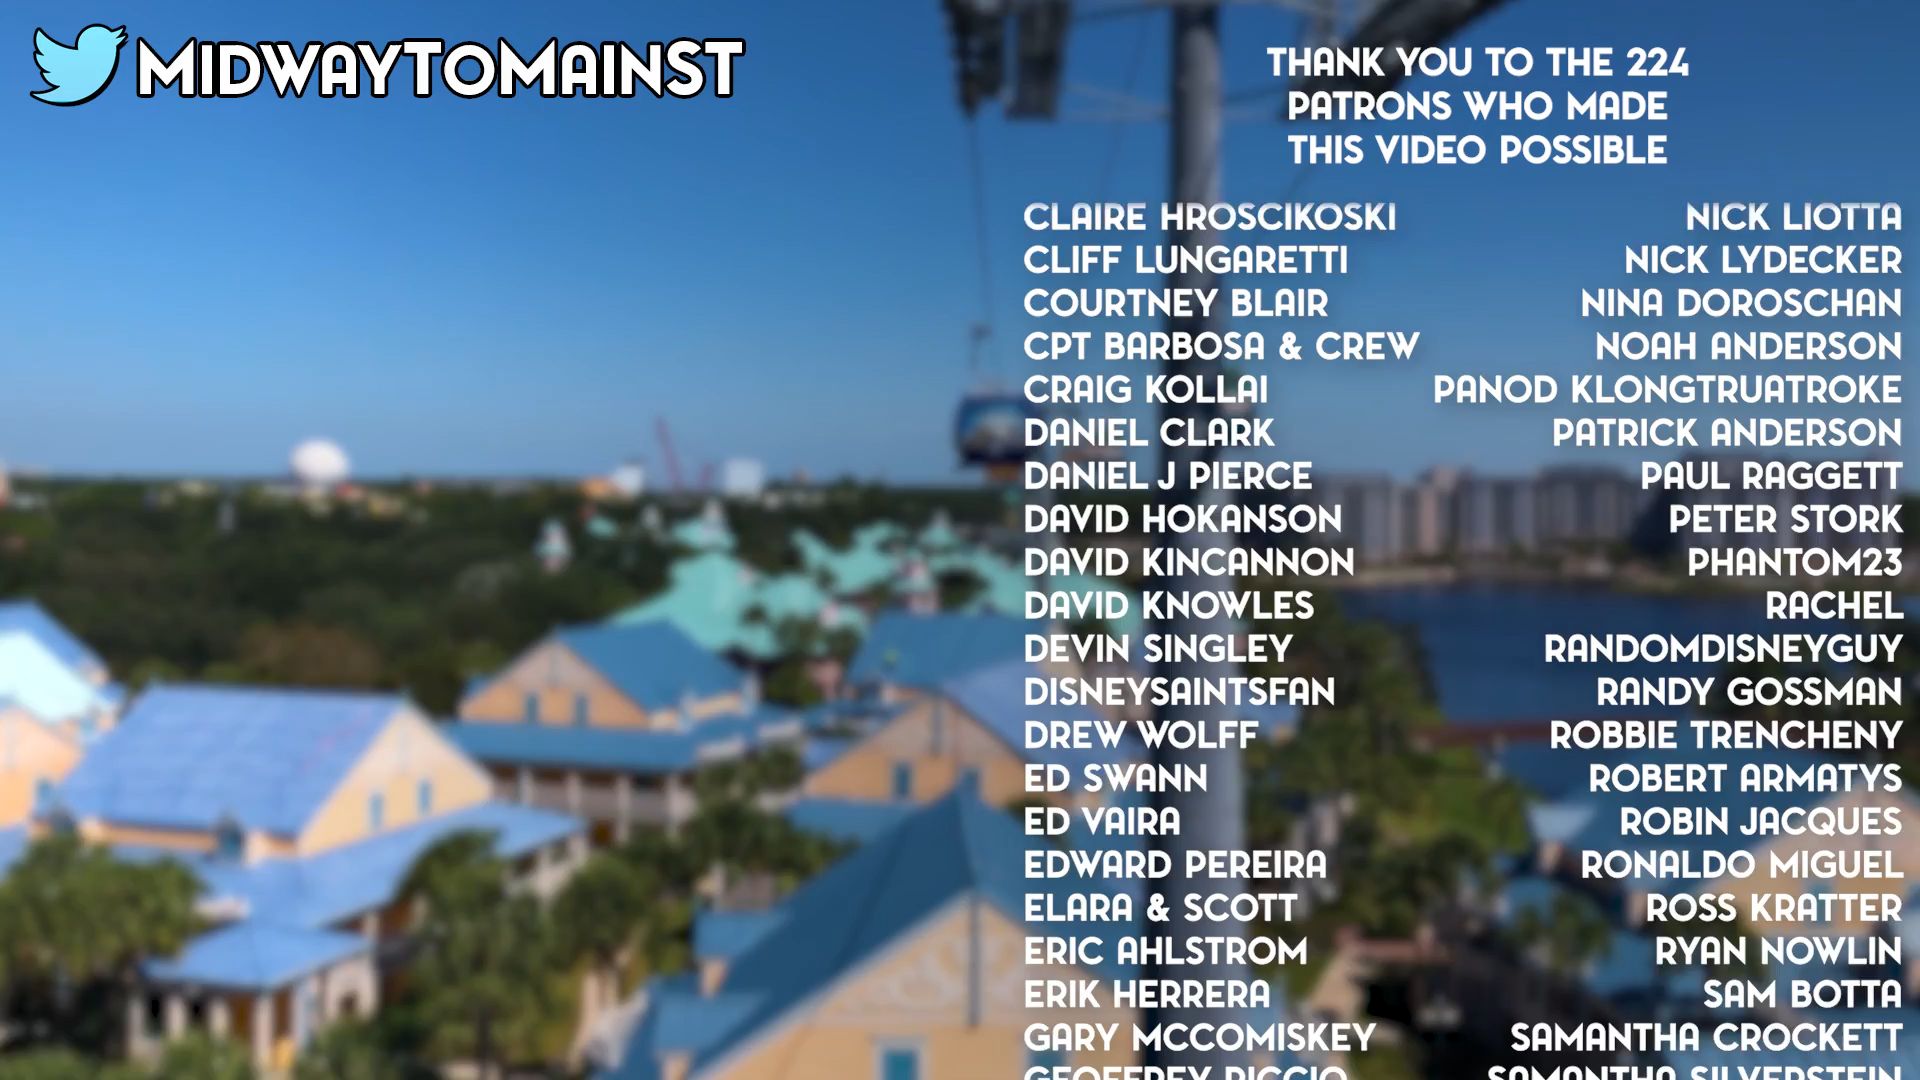 MIDWAYTOMAINST
THANK YOU TO THE 224
PATRONS WHO MADE
THIS VIDEO POSSIBLE
CLAIRE HROSCIKOSKI
CLIFF LUNGARETTI
COURTNEY BLAIR
CPT BARBOSA & CREW
CRAIG KOLLAI
DANIEL CLARK
DANIEL J PIERCE
DAVID HOKANSON
DAVID KINCANNON
DAVID KNOWLES
DEVIN SINGLEY
DISNEYSAINTSFAN
DREW WOLFF
ED SWANN
ED VAIRA
EDWARD PEREIRA
ELARA & SCOTT
ERIC AHLSTROM
ERIK HERRERA
GARY MCCOMISKEY
GEOFFREY RICCIO
NICK LIOTTA
NICK LYDECKER
NINA DOROSCHAN
NOAH ANDERSON
PANOD KLONGTRUATROKE
PATRICK ANDERSON
PAUL RAGGETT
PETER STORK
PHANTOM23
RACHEL
RANDOMDISNEYGUY
RANDY GOSSMAN
ROBBIE TRENCHENY
ROBERT ARMATYS
ROBIN JACQUES
RONALDO MIGUEL
ROSS KRATTER
RYAN NOWLIN
SAM BOTTA
SAMANTHA CROCKETT
SAMANTHA SILVERSTEIN